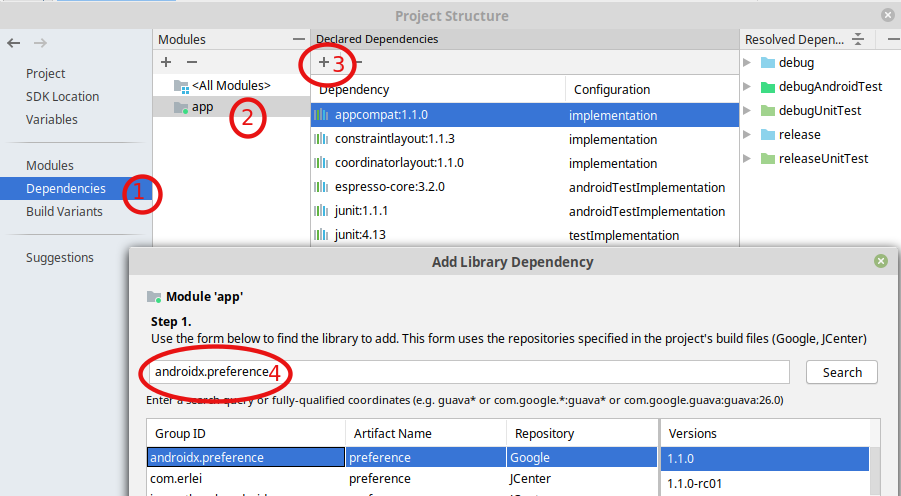 Project Structure
Modules
Declared Dependencies
Resolved Depen...
Project
SDK Location
Variables
Modules
Dependencies
Build Variants
Suggestions
1
<All Modules>
app
2
3
Dependency Configuration
appcompat:1.1.0 implementation
constraintlayout:1.1.3 implementation
coordinatorlayout:1.1.0 implementation
espresso-core:3.2.0 androidTestImplementation
junit:1.1.1 androidTestImplementation
junit:4.13 testImplementation
debug
debugAndroidTest
debugUnitTest
release
releaseUnitTest
Add Library Dependency
Module 'app'
Step 1.
Use the form below to find the library to add. This form uses the repositories specified in the project's build files (Google, JCenter)
androidx.preference 4 Search
Enter a search query or fully-qualified coordinates (e.g. guava* or com.google.*:guava* or com.google.guava:guava:26.0)
Group ID Artifact Name Repository Versions
androidx.preference preference Google 1.1.0
com.erlei preference JCenter 1.1.0-rc01